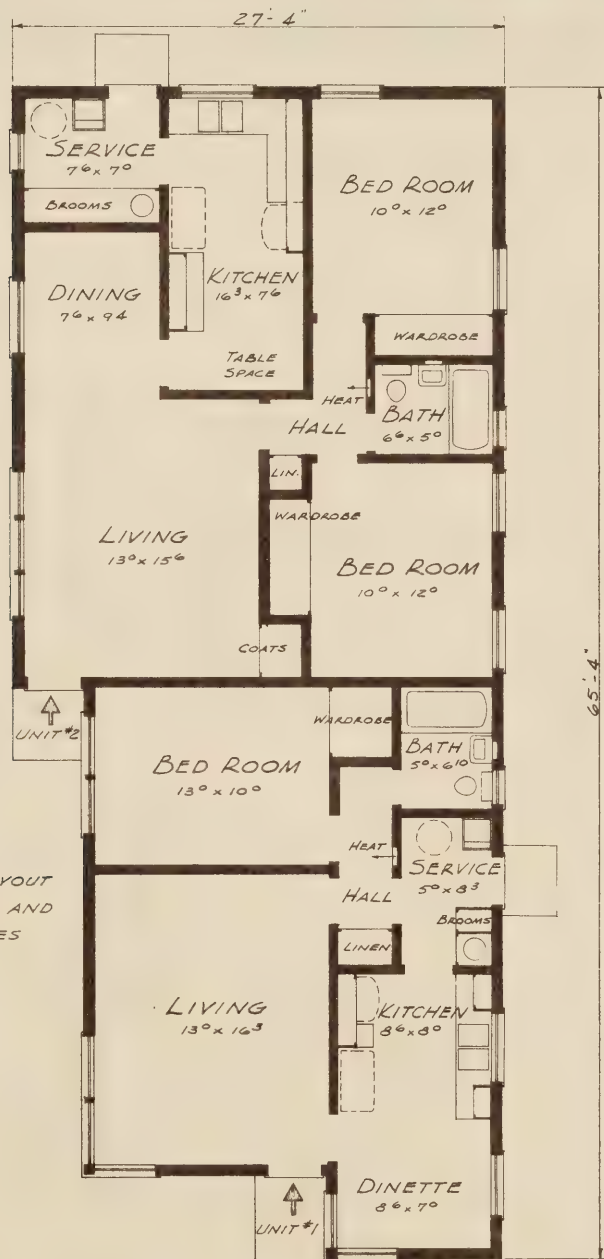 27'-4"
SERVICE
7⁶ x 7⁰
BROOMS
BED ROOM
10⁰ x 12⁰
DINING
7⁶ x 9⁴
KITCHEN
16³ x 7⁶
TABLE
SPACE
WARDROBE
HEAT
BATH
6⁶ x 5⁰
HALL
LIN.
WARDROBE
LIVING
13⁰ x 15⁶
BED ROOM
10⁰ x 12⁰
COATS
65'-4"
UNIT #2
WARDROBE
BATH
5⁰ x 6¹⁰
BED ROOM
13⁰ x 10⁰
HEAT
SERVICE
5⁰ x 8³
HALL
BROOMS
YOUT
AND
ES
LINEN
LIVING
13⁰ x 16³
KITCHEN
8⁶ x 8⁰
DINETTE
8⁶ x 7⁰
UNIT #1